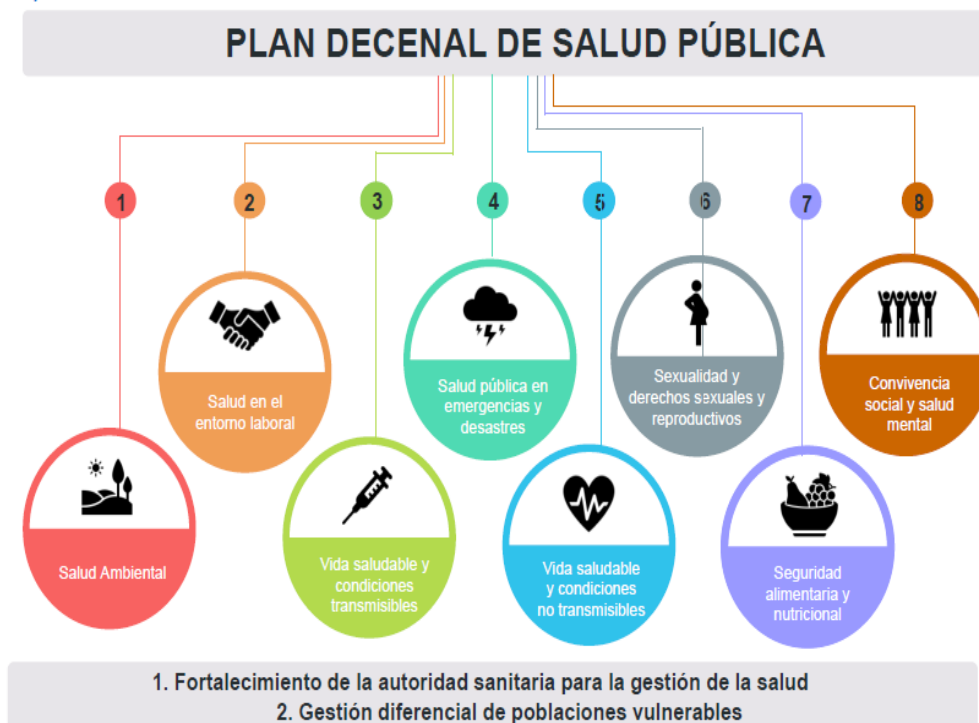 PLAN DECENAL DE SALUD PÚBLICA
1
2
3
4
5
6
7
8
Salud Ambiental
Salud en el
entorno laboral
Vida saludable y
condiciones
transmisibles
Salud pública en
emergencias y
desastres
Vida saludable
y condiciones
no transmisibles
Sexualidad y
derechos sexuales y
reproductivos
Seguridad
alimentaria y
nutricional
Convivencia
social y salud
mental
1. Fortalecimiento de la autoridad sanitaria para la gestión de la salud
2. Gestión diferencial de poblaciones vulnerables